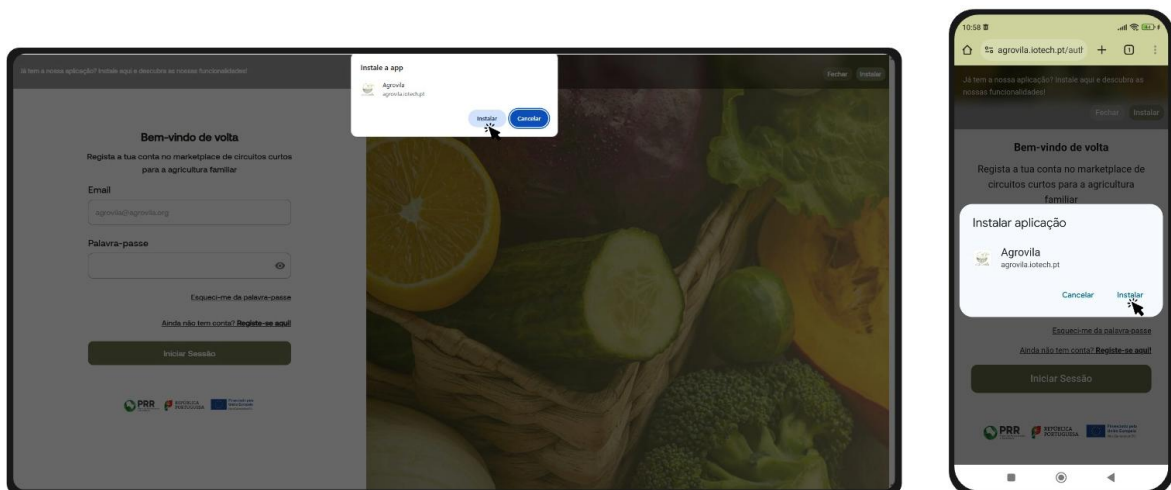 Já tem a nossa aplicação? Instale aqui e descubra as nossas funcionalidades!
Fechar Instalar
Instale a app
Agrovila
agrovila.iotech.pt
Instalar Cancelar
Bem-vindo de volta
Regista a tua conta no marketplace de circuitos curtos
para a agricultura familiar
Email
agrovila@agrovila.org
Palavra-passe
Esqueci-me da palavra-passe
Ainda não tem conta? Registe-se aqui!
Iniciar Sessão
PRR
REPÚBLICA
PORTUGUESA
10:58
agrovila.iotech.pt/auth
1
Já tem a nossa aplicação? Instale aqui e descubra as
nossas funcionalidades!
Fechar Instalar
Bem-vindo de volta
Regista a tua conta no marketplace de
circuitos curtos para a agricultura
familiar
Instalar aplicação
Agrovila
agrovila.iotech.pt
Cancelar Instalar
Esqueci-me da palavra-passe
Ainda não tem conta? Registe-se aqui!
Iniciar Sessão
PRR
REPÚBLICA
PORTUGUESA
Financiado pela
União Europeia